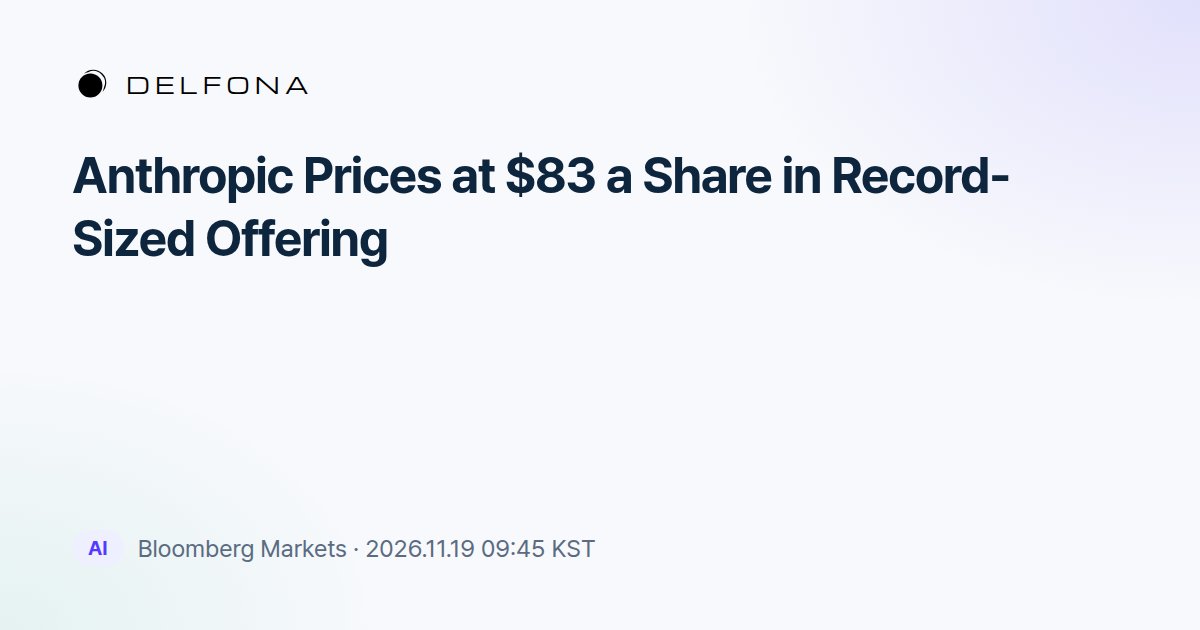 DELFONA
Anthropic Prices at $83 a Share in Record-
Sized Offering
AI Bloomberg Markets · 2026.11.19 09:45 KST